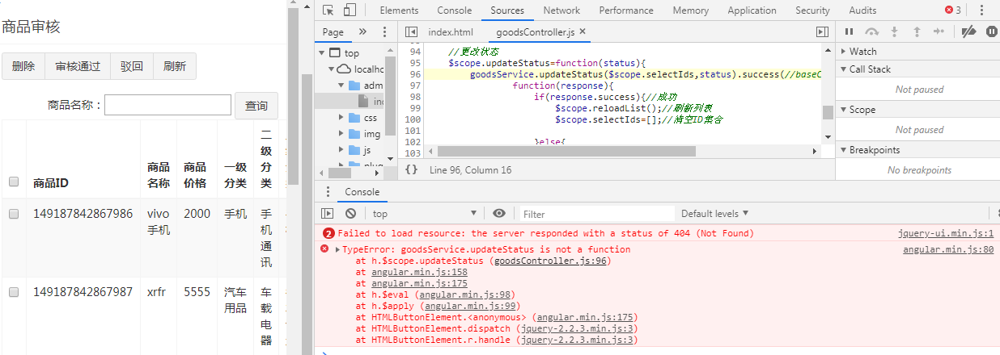 商品审核
删除 审核通过 驳回 刷新
商品名称： 查询
商品ID 商品名称 商品价格 一级分类 二级分类
149187842867986 vivo手机 2000 手机 手机通讯
149187842867987 xrfr 5555 汽车用品 车载电器
Elements Console Sources Network Performance Memory Application Security Audits 3
Page » index.html goodsController.js ×
top
localho
adm
inc
css
img
js
94 //更改状态
95 $scope.updateStatus=function(status){
96 goodsService.updateStatus($scope.selectIds,status).success(//baseC
97 function(response){
98 if(response.success){//成功
99 $scope.reloadList();//刷新列表
100 $scope.selectIds=[];//清空ID集合
101
102 }else{
103
{} Line 96, Column 16
Watch
Call Stack
Not paused
Scope
Not paused
Breakpoints
No breakpoints
Console
top Filter Default levels
2 Failed to load resource: the server responded with a status of 404 (Not Found) jquery-ui.min.js:1
TypeError: goodsService.updateStatus is not a function angular.min.js:80
at h.$scope.updateStatus (goodsController.js:96)
at angular.min.js:158
at angular.min.js:175
at h.$eval (angular.min.js:98)
at h.$apply (angular.min.js:99)
at HTMLButtonElement.<anonymous> (angular.min.js:175)
at HTMLButtonElement.dispatch (jquery-2.2.3.min.js:3)
at HTMLButtonElement.r.handle (jquery-2.2.3.min.js:3)